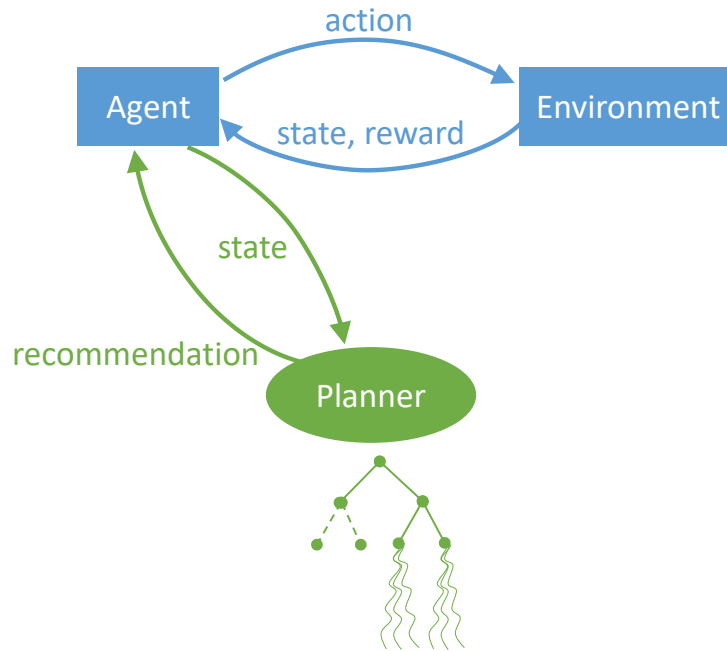 action
Agent
Environment
state, reward
state
recommendation
Planner